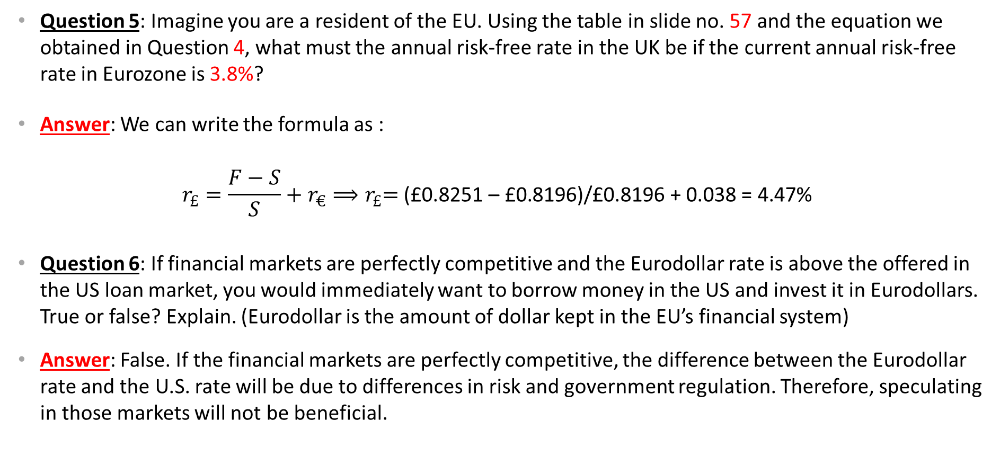 • Question 5: Imagine you are a resident of the EU. Using the table in slide no. 57 and the equation we
obtained in Question 4, what must the annual risk-free rate in the UK be if the current annual risk-free
rate in Eurozone is 3.8%?
• Answer: We can write the formula as :
r£ = (F − S)/S + r€ ⟹ r£= (£0.8251 – £0.8196)/£0.8196 + 0.038 = 4.47%
• Question 6: If financial markets are perfectly competitive and the Eurodollar rate is above the offered in
the US loan market, you would immediately want to borrow money in the US and invest it in Eurodollars.
True or false? Explain. (Eurodollar is the amount of dollar kept in the EU’s financial system)
• Answer: False. If the financial markets are perfectly competitive, the difference between the Eurodollar
rate and the U.S. rate will be due to differences in risk and government regulation. Therefore, speculating
in those markets will not be beneficial.